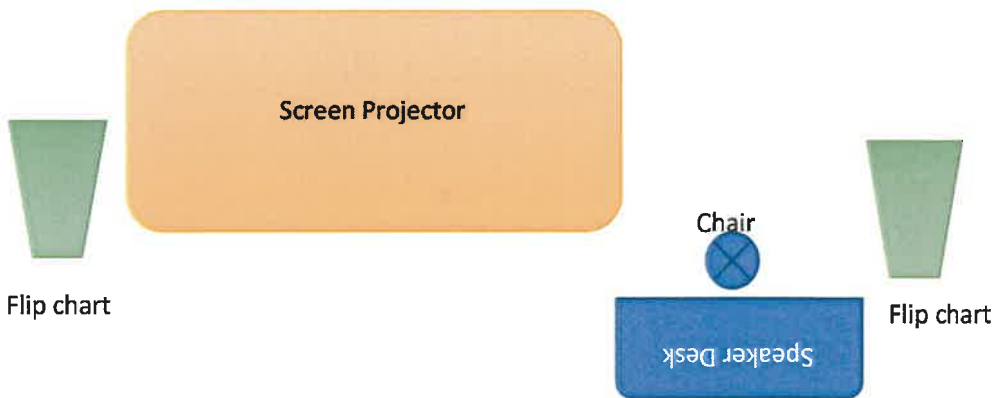 Screen Projector
Chair
Flip chart
Flip chart
Speaker Desk